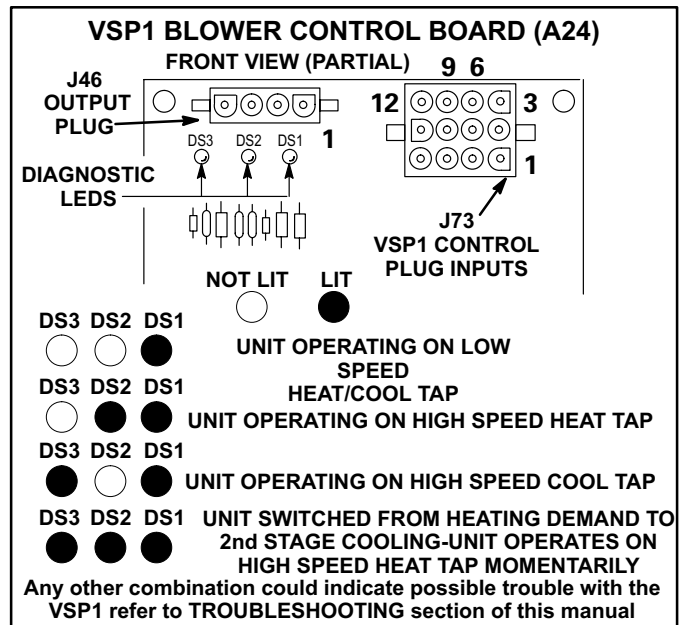 VSP1 BLOWER CONTROL BOARD (A24)
FRONT VIEW (PARTIAL)
J46
OUTPUT
PLUG
9 6
12
3
1
1
DS3 DS2 DS1
DIAGNOSTIC
LEDS
J73
VSP1 CONTROL
PLUG INPUTS
NOT LIT LIT
DS3 DS2 DS1
UNIT OPERATING ON LOW
SPEED
HEAT/COOL TAP
DS3 DS2 DS1
UNIT OPERATING ON HIGH SPEED HEAT TAP
DS3 DS2 DS1
UNIT OPERATING ON HIGH SPEED COOL TAP
DS3 DS2 DS1
UNIT SWITCHED FROM HEATING DEMAND TO
2nd STAGE COOLING-UNIT OPERATES ON
HIGH SPEED HEAT TAP MOMENTARILY
Any other combination could indicate possible trouble with the
VSP1 refer to TROUBLESHOOTING section of this manual